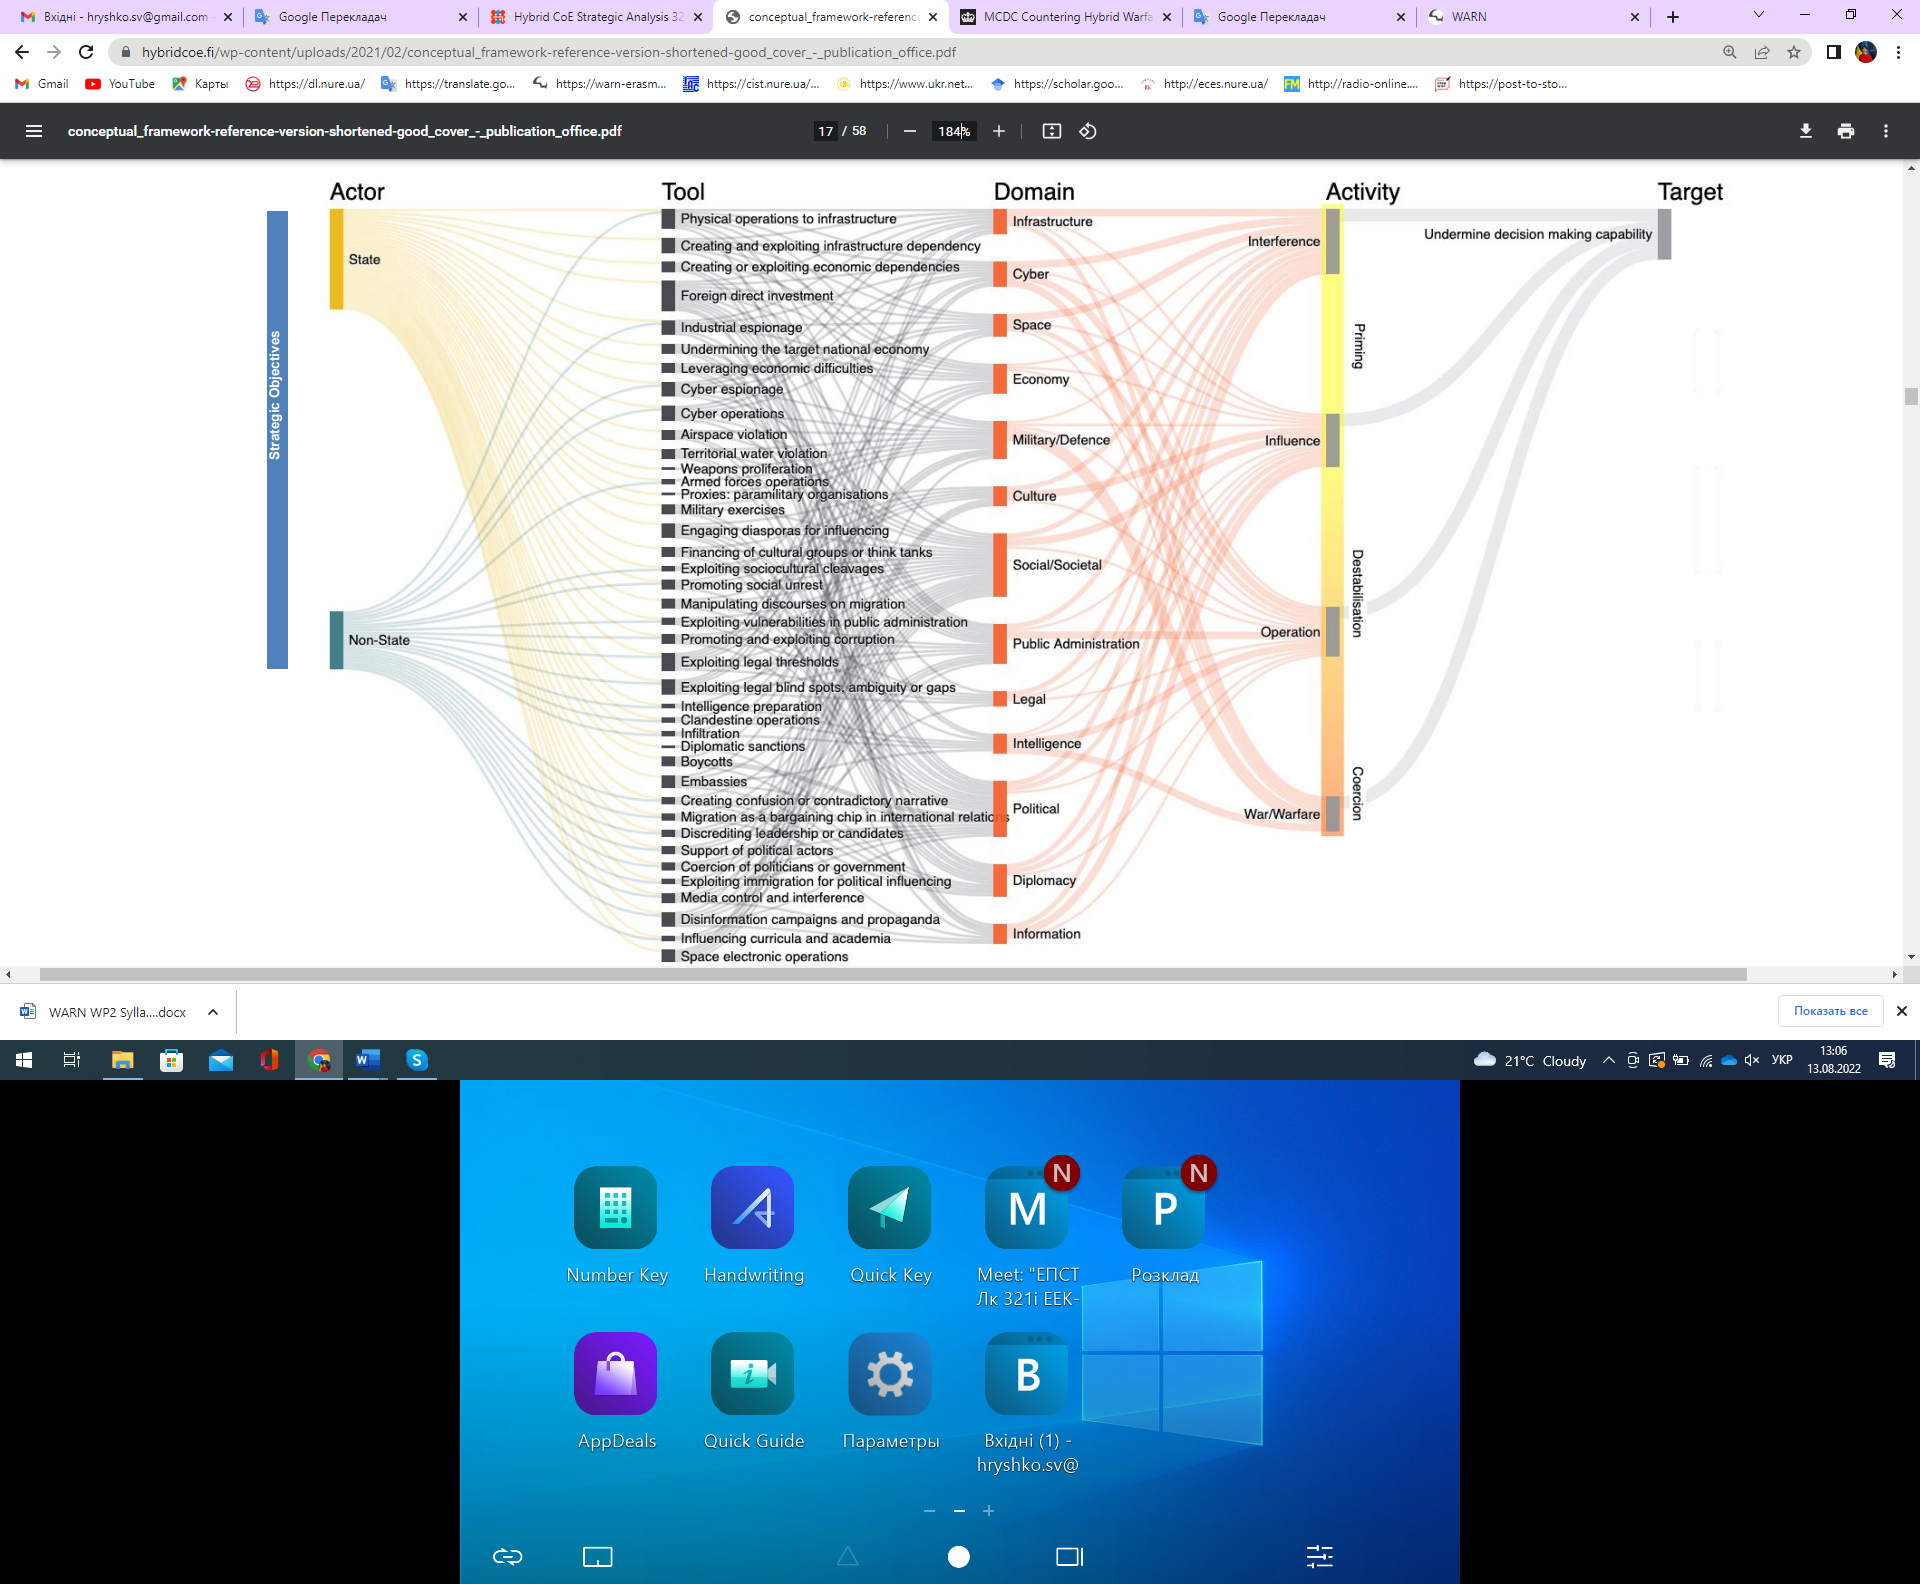 Вхідні - hryshko.sv@gmail.com
Google Перекладач
Hybrid CoE Strategic Analysis 32
conceptual_framework-reference
MCDC Countering Hybrid Warfa
Google Перекладач
WARN
hybridcoe.fi/wp-content/uploads/2021/02/conceptual_framework-reference-version-shortened-good_cover_-_publication_office.pdf
Gmail
YouTube
Карты
https://dl.nure.ua/
https://translate.go...
https://warn-erasm...
https://cist.nure.ua/...
https://www.ukr.net...
https://scholar.goo...
http://eces.nure.ua/
FM
http://radio-online....
https://post-to-sto...
conceptual_framework-reference-version-shortened-good_cover_-_publication_office.pdf
17 / 58
184%
Actor
Tool
Domain
Activity
Target
Strategic Objectives
State
Non-State
Physical operations to infrastructure
Creating and exploiting infrastructure dependency
Creating or exploiting economic dependencies
Foreign direct investment
Industrial espionage
Undermining the target national economy
Leveraging economic difficulties
Cyber espionage
Cyber operations
Airspace violation
Territorial water violation
Weapons proliferation
Armed forces operations
Proxies: paramilitary organisations
Military exercises
Engaging diasporas for influencing
Financing of cultural groups or think tanks
Exploiting sociocultural cleavages
Promoting social unrest
Manipulating discourses on migration
Exploiting vulnerabilities in public administration
Promoting and exploiting corruption
Exploiting legal thresholds
Exploiting legal blind spots, ambiguity or gaps
Intelligence preparation
Clandestine operations
Infiltration
Diplomatic sanctions
Boycotts
Embassies
Creating confusion or contradictory narrative
Migration as a bargaining chip in international relations
Discrediting leadership or candidates
Support of political actors
Coercion of politicians or government
Exploiting immigration for political influencing
Media control and interference
Disinformation campaigns and propaganda
Influencing curricula and academia
Space electronic operations
Infrastructure
Cyber
Space
Economy
Military/Defence
Culture
Social/Societal
Public Administration
Legal
Intelligence
Political
Diplomacy
Information
Interference
Influence
Operation
War/Warfare
Priming
Destabilisation
Coercion
Undermine decision making capability
WARN WP2 Sylla....docx
Показать все
21°C Cloudy
УКР
13:06
13.08.2022
N
N
M
P
Number Key
Handwriting
Quick Key
Meet: "ЕПСТ
Лк 321і ЕЕК-
Розклад
B
AppDeals
Quick Guide
Параметры
Вхідні (1) -
hryshko.sv@